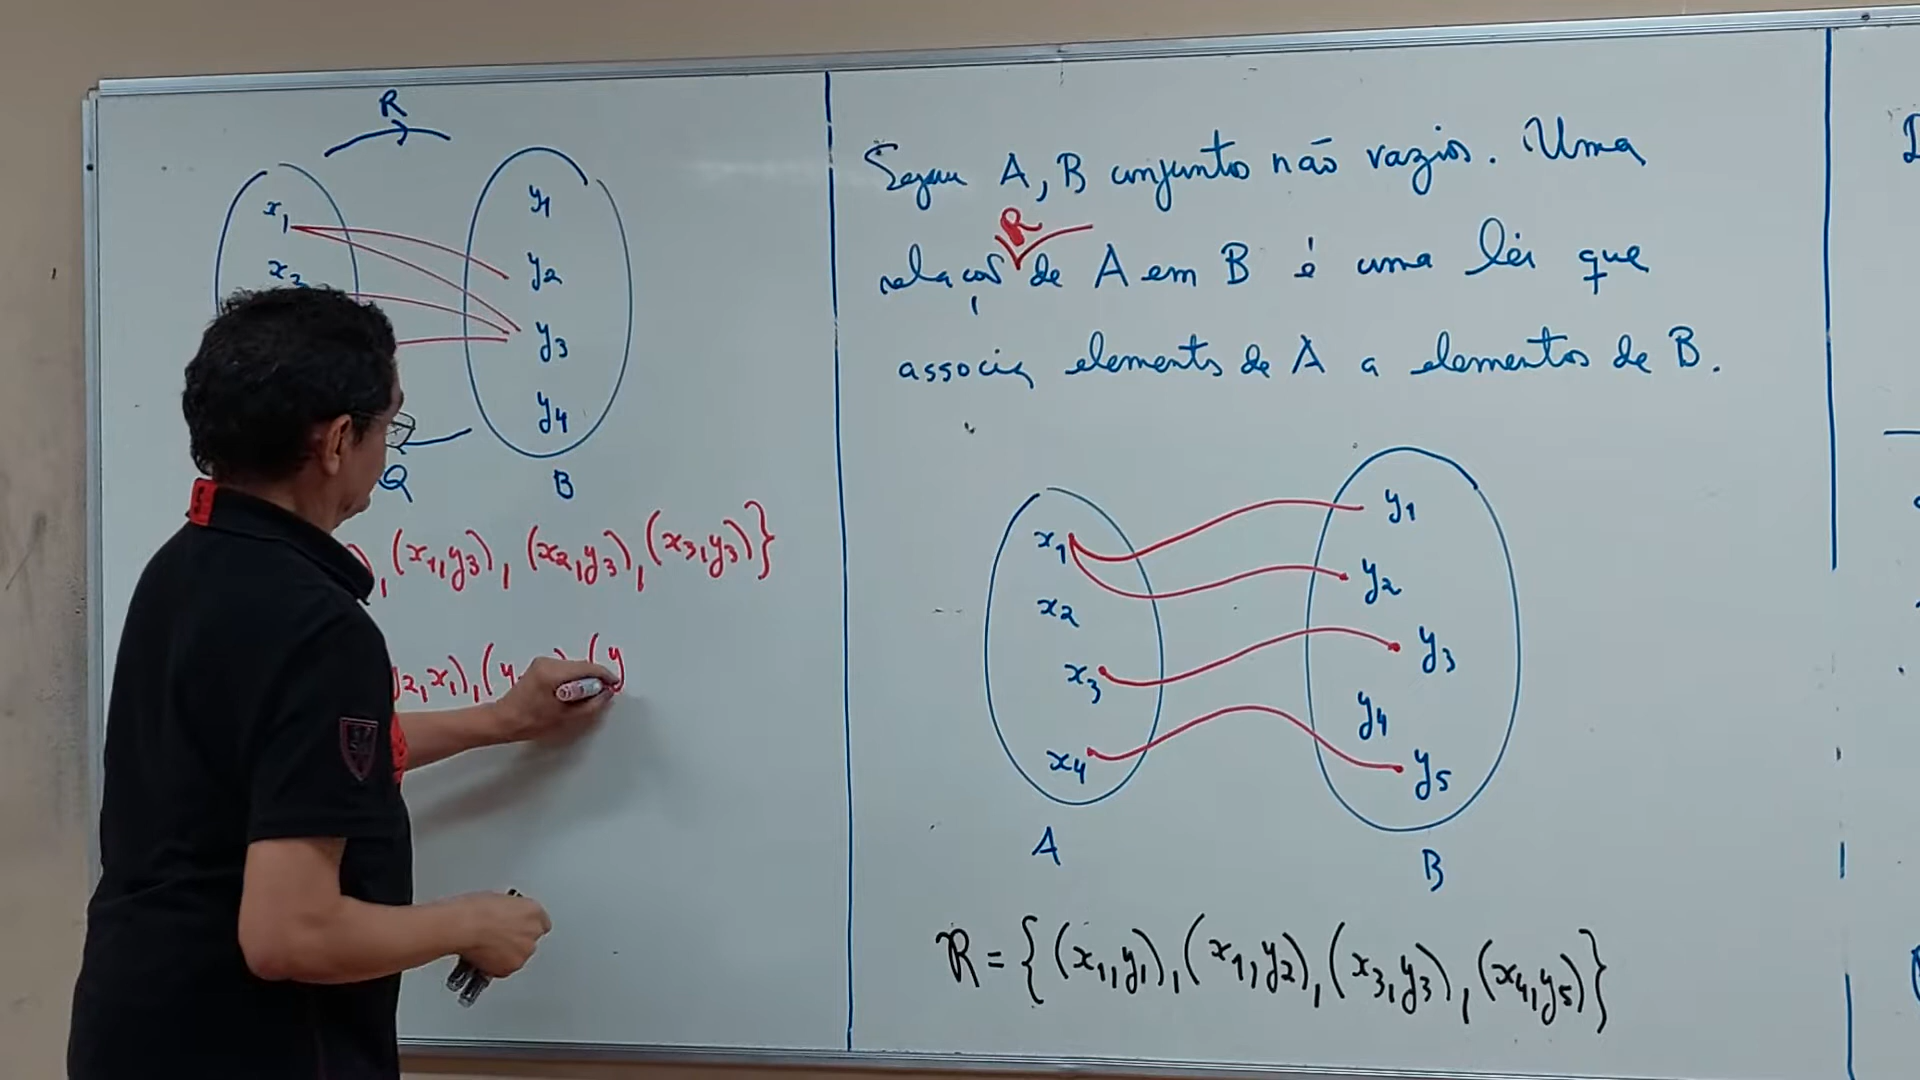 R
x₁
x₂
y₁
y₂
y₃
y₄
Q
B
), (x₁,y₃), (x₂,y₃), (x₃,y₃)}
y₂,x₁), (y ), (y
Sejam A, B conjunto não vazios. Uma
R
relação de A em B é uma lei que
associa elements de A a elementos de B.
x₁
x₂
x₃
x₄
y₁
y₂
y₃
y₄
y₅
A
B
R = {(x₁,y₁), (x₁,y₂), (x₃,y₃), (x₄,y₅)}